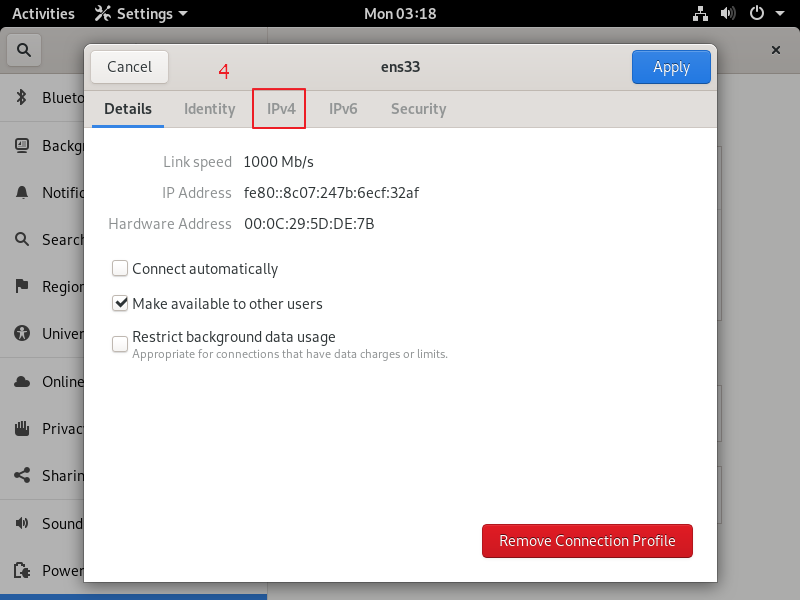 Activities Settings Mon 03:18
Cancel 4 ens33 Apply
Details Identity IPv4 IPv6 Security
Link speed 1000 Mb/s
IP Address fe80::8c07:247b:6ecf:32af
Hardware Address 00:0C:29:5D:DE:7B
Connect automatically
Make available to other users
Restrict background data usage
Appropriate for connections that have data charges or limits.
Remove Connection Profile
Blueto
Backg
Notific
Search
Region
Univer
Online
Privac
Sharin
Sound
Power